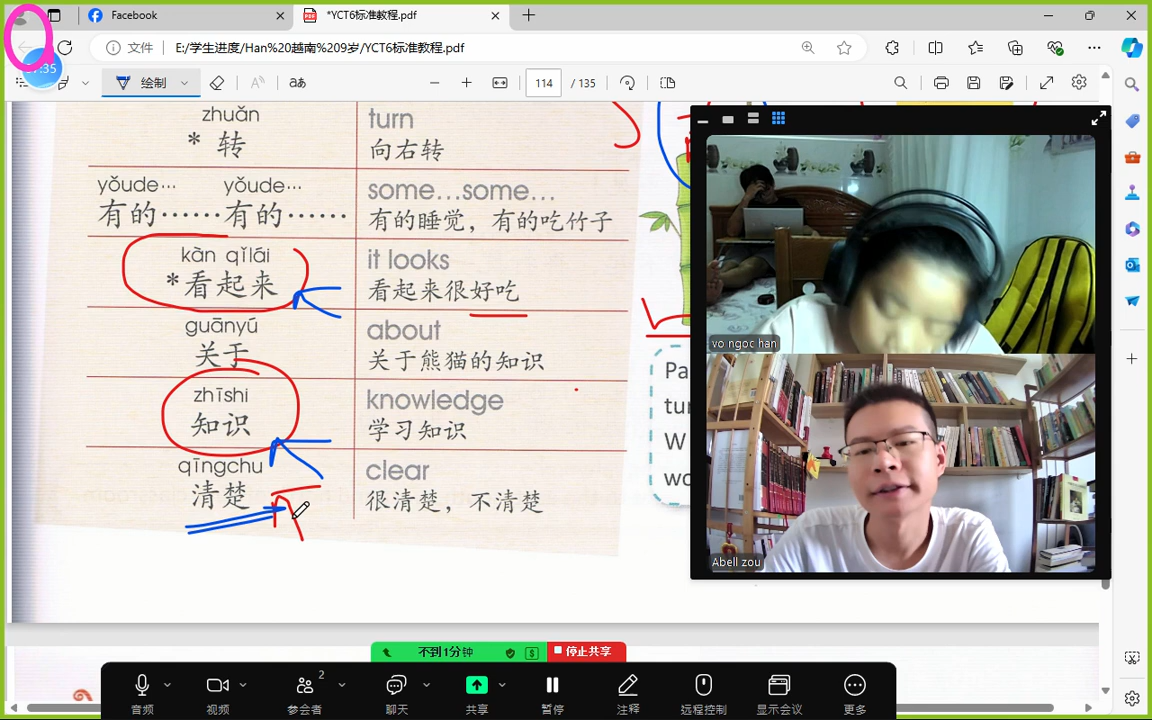 Facebook
*YCT6标准教程.pdf
文件
E:/学生进度/Han%20越南%209岁/YCT6标准教程.pdf
:35
绘制
aあ
114 / 135
zhuǎn
* 转
turn
向右转
yǒude… yǒude…
有的……有的……
some…some…
有的睡觉，有的吃竹子
kàn qǐlái
*看起来
it looks
看起来很好吃
guānyú
关于
about
关于熊猫的知识
zhīshi
知识
knowledge
学习知识
qīngchu
清楚
clear
很清楚，不清楚
Pa
tur
W
wo
vo ngoc han
Abell zou
不到1分钟
停止共享
音频
视频
2
参会者
聊天
共享
暂停
注释
远程控制
显示会议
更多